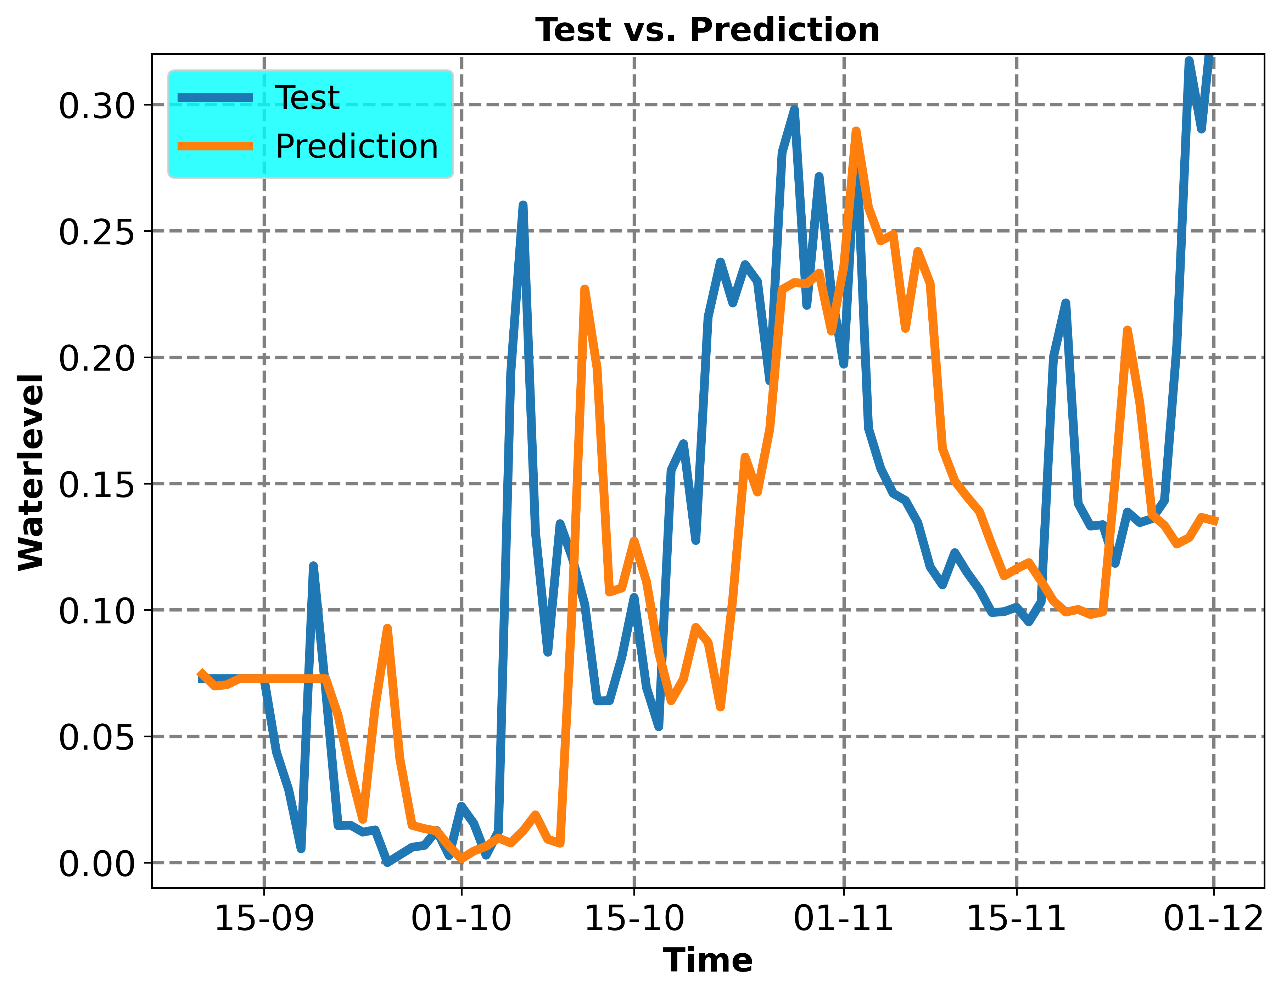 Test vs. Prediction
Test
Prediction
0.30
0.25
0.20
0.15
0.10
0.05
0.00
Waterlevel
15-09 01-10 15-10 01-11 15-11 01-12
Time